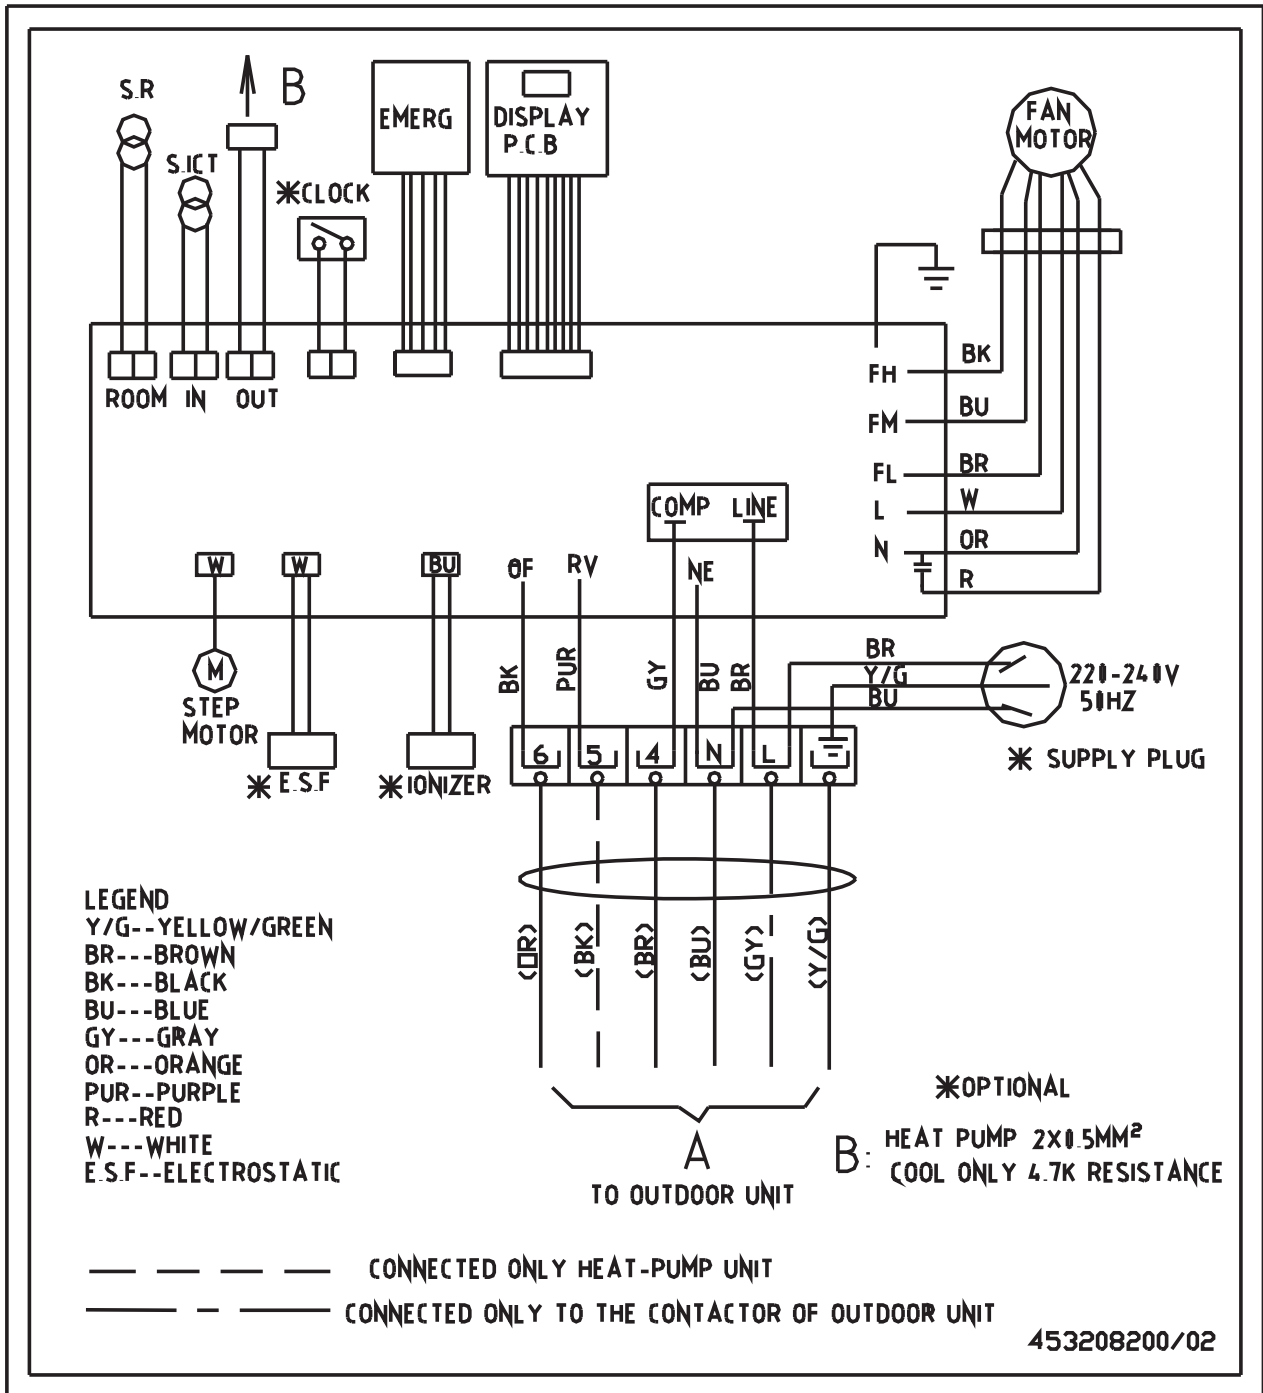 S.R
B
EMERG
DISPLAY
P.C.B
FAN
MOTOR
S.ICT
✳CLOCK
ROOM IN OUT
FH BK
FM BU
FL BR
L W
N OR
R
COMP LINE
W W BU OF RV NE
M
STEP
MOTOR
✳ E.S.F
✳IONIZER
BK PUR GY BU BR
BR
Y/G
BU
220-240V
50HZ
✳ SUPPLY PLUG
6 5 4 N L
(OR) (BK) (BR) (BU) (GY) (Y/G)
LEGEND
Y/G--YELLOW/GREEN
BR---BROWN
BK---BLACK
BU---BLUE
GY---GRAY
OR---ORANGE
PUR--PURPLE
R---RED
W---WHITE
E.S.F--ELECTROSTATIC
A
TO OUTDOOR UNIT
✳OPTIONAL
B: HEAT PUMP 2X0.5MM²
COOL ONLY 4.7K RESISTANCE
CONNECTED ONLY HEAT-PUMP UNIT
CONNECTED ONLY TO THE CONTACTOR OF OUTDOOR UNIT
453208200/02